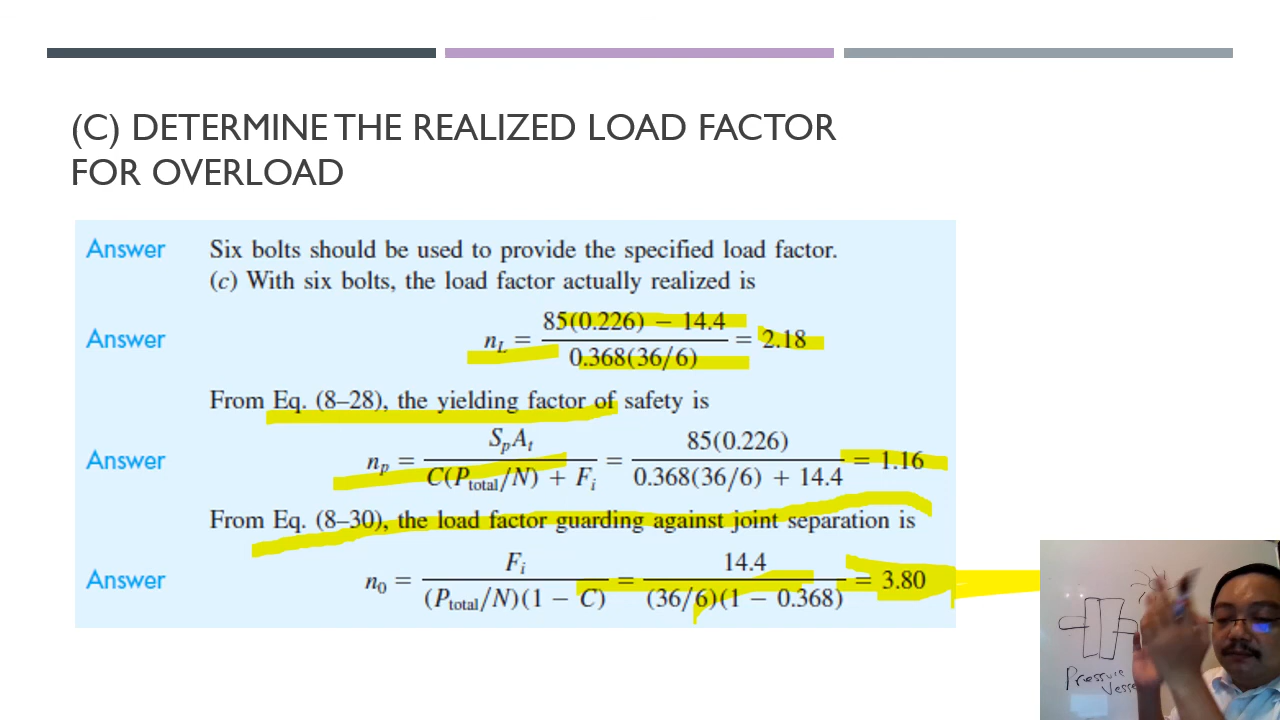 (C) DETERMINE THE REALIZED LOAD FACTOR
FOR OVERLOAD
Answer Six bolts should be used to provide the specified load factor.
(c) With six bolts, the load factor actually realized is
Answer n_L = (85(0.226) − 14.4) / (0.368(36/6)) = 2.18
From Eq. (8–28), the yielding factor of safety is
Answer n_p = (S_p A_t) / (C(P_total/N) + F_i) = (85(0.226)) / (0.368(36/6) + 14.4) = 1.16
From Eq. (8–30), the load factor guarding against joint separation is
Answer n_0 = (F_i) / ((P_total/N)(1 − C)) = (14.4) / ((36/6)(1 − 0.368)) = 3.80
Pressure
Vesse